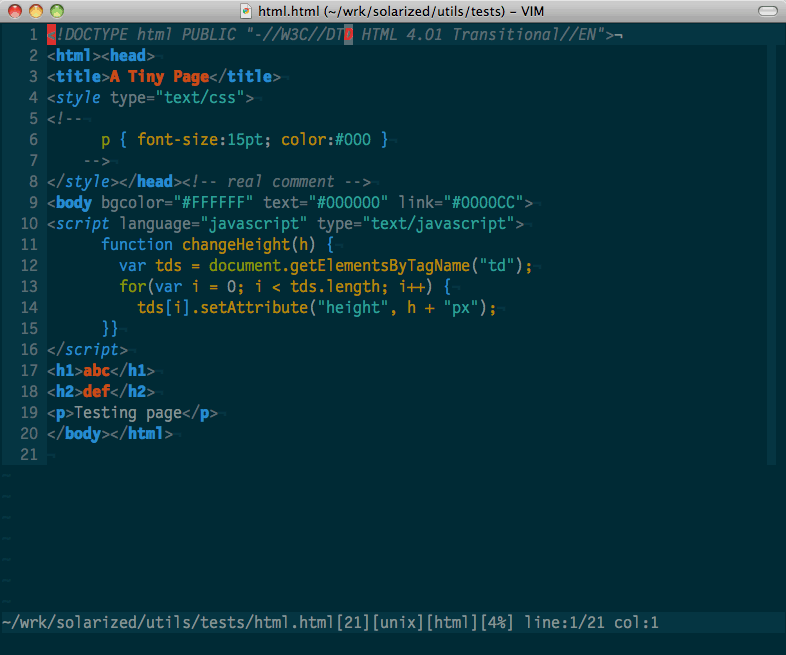 html.html (~/wrk/solarized/utils/tests) – VIM
1 <!DOCTYPE html PUBLIC "-//W3C//DTD HTML 4.01 Transitional//EN">¬
2 <html><head>¬
3 <title>A Tiny Page</title>¬
4 <style type="text/css">¬
5 <!--¬
6       p { font-size:15pt; color:#000 }¬
7     -->¬
8 </style></head><!-- real comment -->¬
9 <body bgcolor="#FFFFFF" text="#000000" link="#0000CC">¬
10 <script language="javascript" type="text/javascript">¬
11       function changeHeight(h) {¬
12         var tds = document.getElementsByTagName("td");¬
13         for(var i = 0; i < tds.length; i++) {¬
14           tds[i].setAttribute("height", h + "px");¬
15       }}¬
16 </script>¬
17 <h1>abc</h1>¬
18 <h2>def</h2>¬
19 <p>Testing page</p>¬
20 </body></html>¬
21 ¬
~
~
~
~
~
~
~
~/wrk/solarized/utils/tests/html.html[21][unix][html][4%] line:1/21 col:1